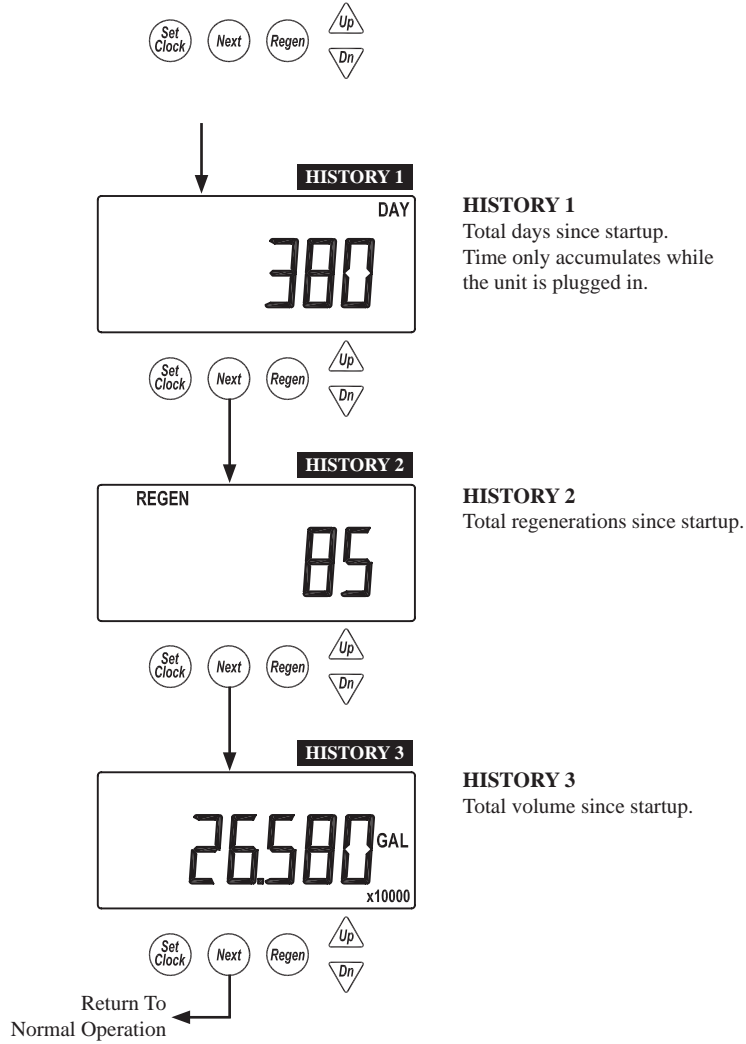 Set Clock Next Regen Up
Dn
HISTORY 1
DAY
380
HISTORY 1
Total days since startup.
Time only accumulates while
the unit is plugged in.
Set Clock Next Regen Up
Dn
HISTORY 2
REGEN
85
HISTORY 2
Total regenerations since startup.
Set Clock Next Regen Up
Dn
HISTORY 3
26.580 GAL
x10000
HISTORY 3
Total volume since startup.
Set Clock Next Regen Up
Dn
Return To
Normal Operation